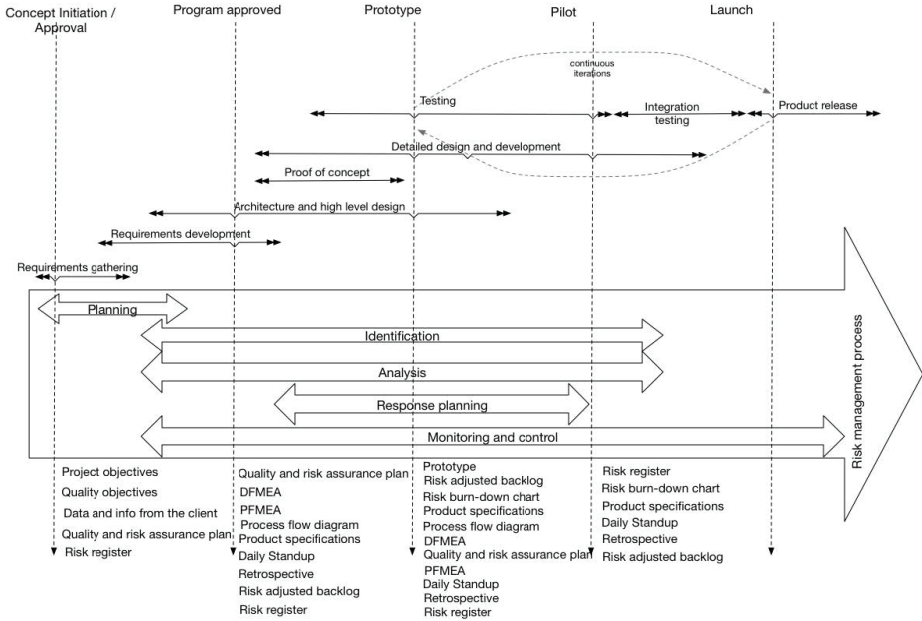 Concept Initiation /
Approval
Program approved
Prototype
Pilot
Launch
continuous
iterations
Testing
Integration
testing
Product release
Detailed design and development
Proof of concept
Architecture and high level design
Requirements development
Requirements gathering
Planning
Identification
Analysis
Response planning
Monitoring and control
Risk management process
Project objectives
Quality objectives
Data and info from the client
Quality and risk assurance plan
Risk register
Quality and risk assurance plan
DFMEA
PFMEA
Process flow diagram
Product specifications
Daily Standup
Retrospective
Risk adjusted backlog
Risk register
Prototype
Risk adjusted backlog
Risk burn-down chart
Product specifications
Process flow diagram
DFMEA
Quality and risk assurance plan
PFMEA
Daily Standup
Retrospective
Risk register
Risk register
Risk burn-down chart
Product specifications
Daily Standup
Retrospective
Risk adjusted backlog